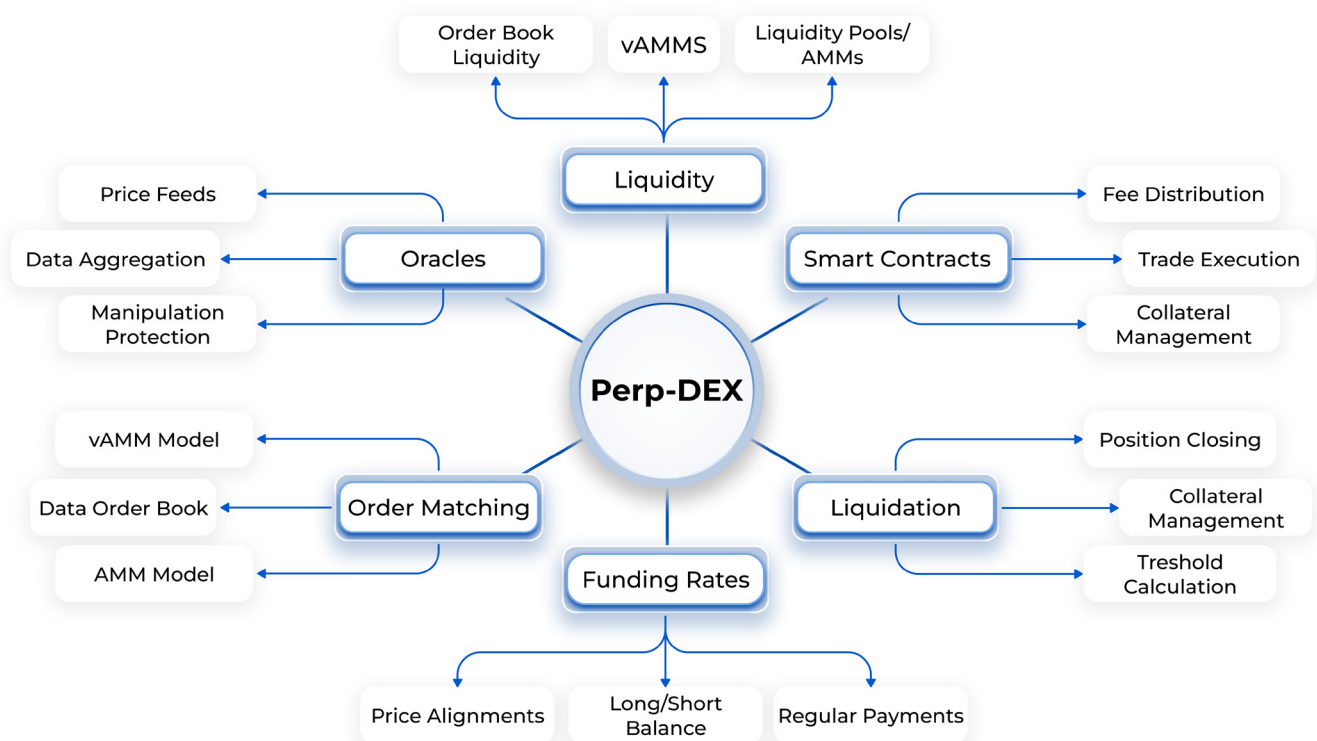 Order Book
Liquidity
vAMMS
Liquidity Pools/
AMMs
Liquidity
Price Feeds
Data Aggregation
Manipulation
Protection
Oracles
Smart Contracts
Fee Distribution
Trade Execution
Collateral
Management
Perp-DEX
vAMM Model
Data Order Book
AMM Model
Order Matching
Liquidation
Position Closing
Collateral
Management
Treshold
Calculation
Funding Rates
Price Alignments
Long/Short
Balance
Regular Payments